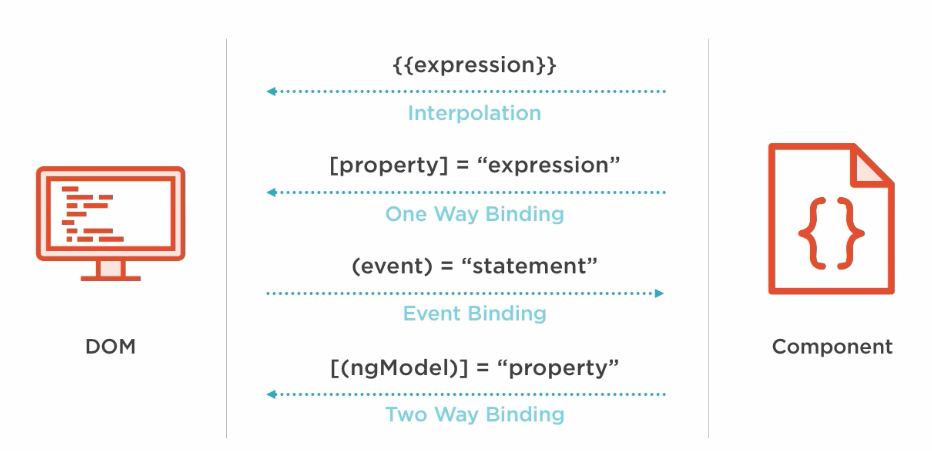 {{expression}}
Interpolation
[property] = “expression”
One Way Binding
(event) = “statement”
Event Binding
DOM
Component
[(ngModel)] = “property”
Two Way Binding
{}